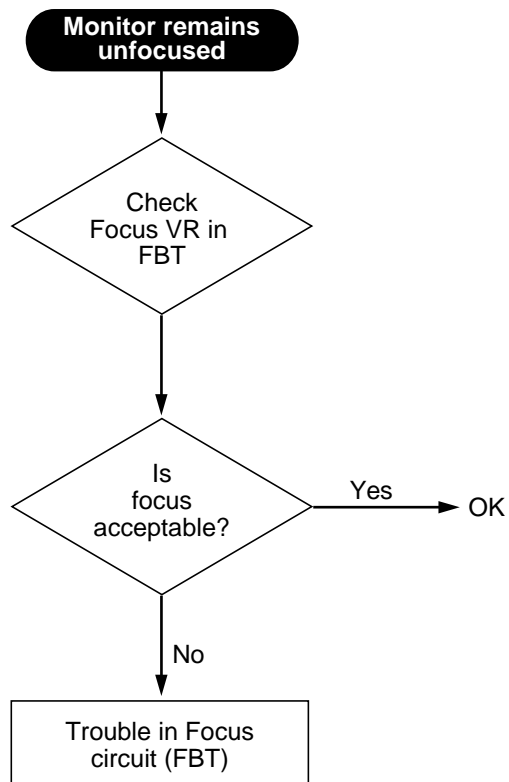 Monitor remains
unfocused
Check
Focus VR in
FBT
Is
focus
acceptable?
Yes
OK
No
Trouble in Focus
circuit (FBT)